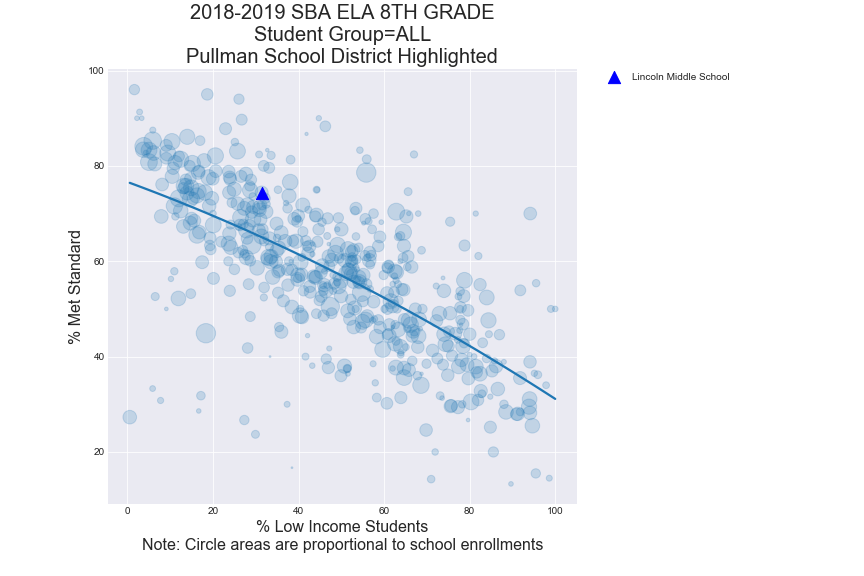 2018-2019 SBA ELA 8TH GRADE
Student Group=ALL
Pullman School District Highlighted
Lincoln Middle School
% Met Standard
100
80
60
40
20
0 20 40 60 80 100
% Low Income Students
Note: Circle areas are proportional to school enrollments